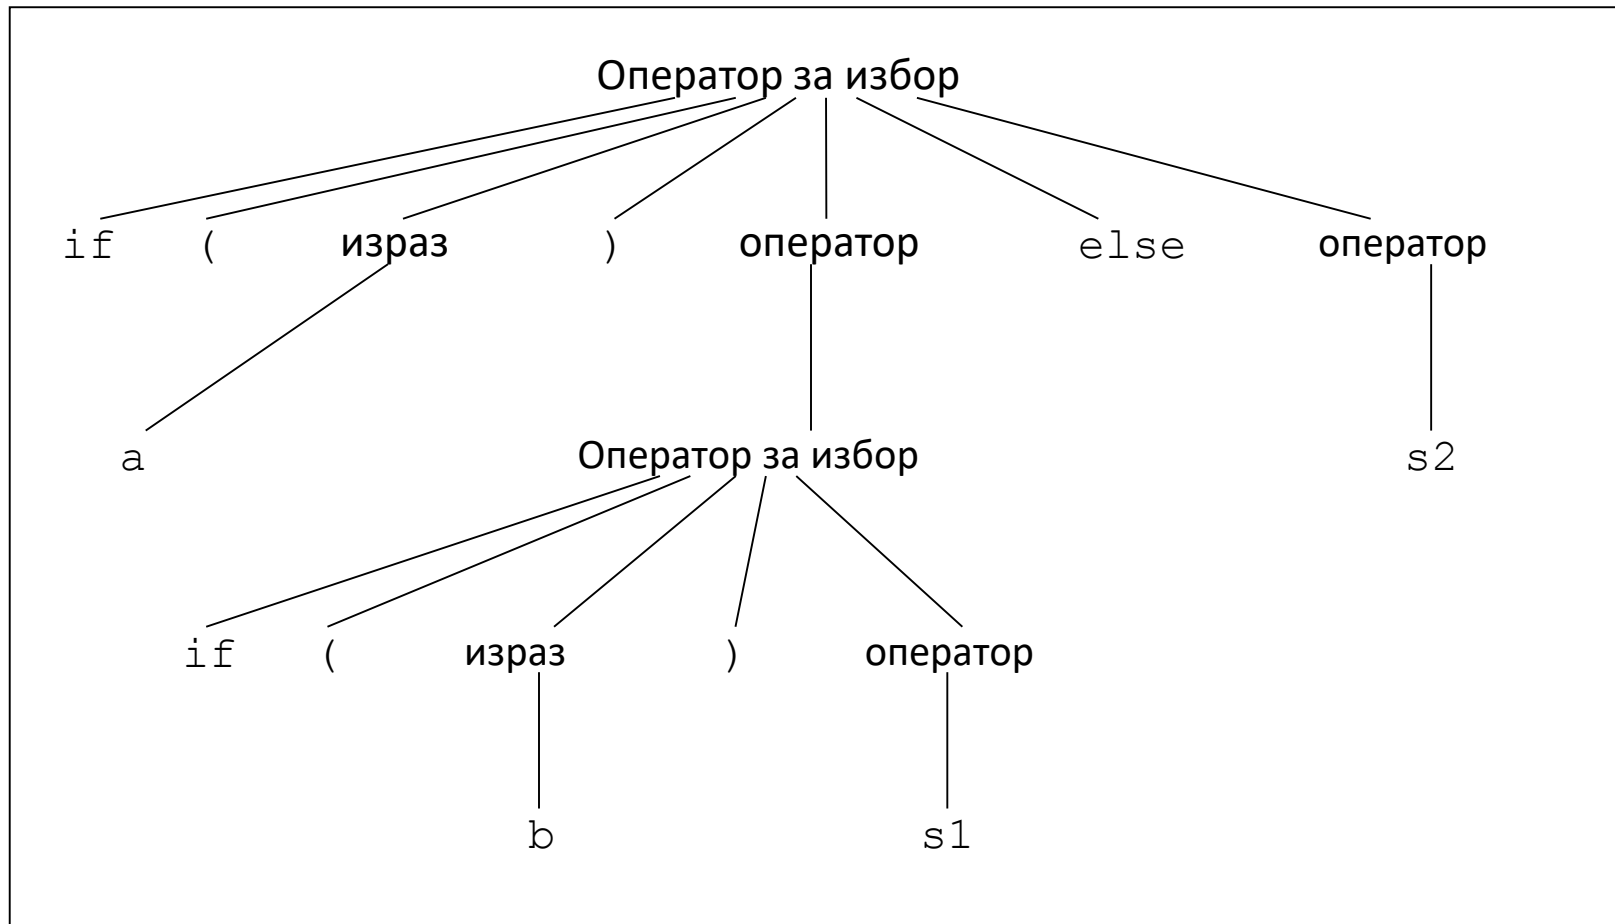 Оператор за избор
if ( израз ) оператор else оператор
a Оператор за избор s2
if ( израз ) оператор
b s1